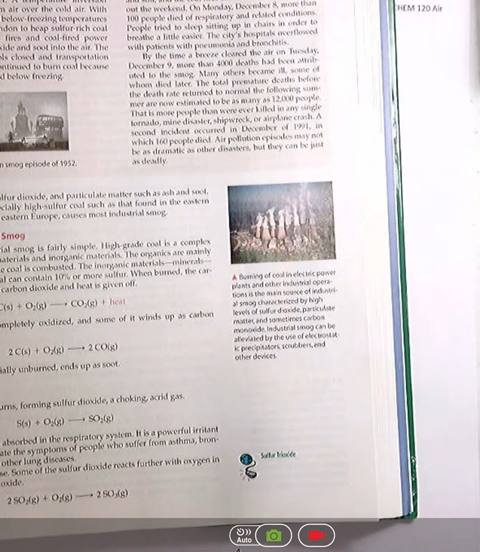 n air over the cold air. With
below-freezing temperatures
ndon to heap sulfur-rich coal
fires and coal-fired power
xide and soot into the air. The
ols closed and transportation
ontinued to burn coal because
d below freezing.
n smog episode of 1952.
out the weekend. On Monday, December 8, more than
100 people died of respiratory and related conditions.
People tried to sleep sitting up in chairs in order to
breathe a little easier. The city's hospitals overflowed
with patients with pneumonia and bronchitis.
By the time a breeze cleared the air on Tuesday,
December 9, more than 4000 deaths had been attrib-
uted to the smog. Many others became ill, some of
whom died later. The total premature deaths before
the death rate returned to normal the following sum-
mer are now estimated to be as many as 12,000 people.
That is more people than were ever killed in any single
tornado, mine disaster, shipwreck, or airplane crash. A
second incident occurred in December of 1991, in
which 160 people died. Air pollution episodes may not
be as dramatic as other disasters, but they can be just
as deadly.
HEM 120 Air
lfur dioxide, and particulate matter such as ash and soot.
cially high-sulfur coal such as that found in the eastern
eastern Europe, causes most industrial smog.
Smog
ial smog is fairly simple. High-grade coal is a complex
aterials and inorganic materials. The organics are mainly
e coal is combusted. The inorganic materials—minerals—
al can contain 10% or more sulfur. When burned, the car-
carbon dioxide and heat is given off.
C(s) + O₂(g) ⟶ CO₂(g) + heat
ompletely oxidized, and some of it winds up as carbon
2 C(s) + O₂(g) ⟶ 2 CO(g)
ially unburned, ends up as soot.
urns, forming sulfur dioxide, a choking, acrid gas.
S(s) + O₂(g) ⟶ SO₂(g)
absorbed in the respiratory system. It is a powerful irritant
ate the symptoms of people who suffer from asthma, bron-
other lung diseases.
se. Some of the sulfur dioxide reacts further with oxygen in
oxide.
2 SO₂(g) + O₂(g) ⟶ 2 SO₃(g)
▲ Burning of coal in electric power
plants and other industrial opera-
tions is the main source of industri-
al smog characterized by high
levels of sulfur dioxide, particulate
matter, and sometimes carbon
monoxide. Industrial smog can be
alleviated by the use of electrostat-
ic precipitators, scrubbers, and
other devices.
Sulfur Trioxide
Auto